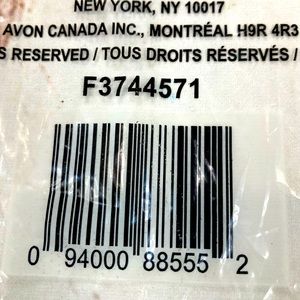 NEW YORK, NY 10017
AVON CANADA INC., MONTRÉAL H9R 4R3
S RESERVED / TOUS DROITS RÉSERVÉS /
F3744571
0 94000 88555 2